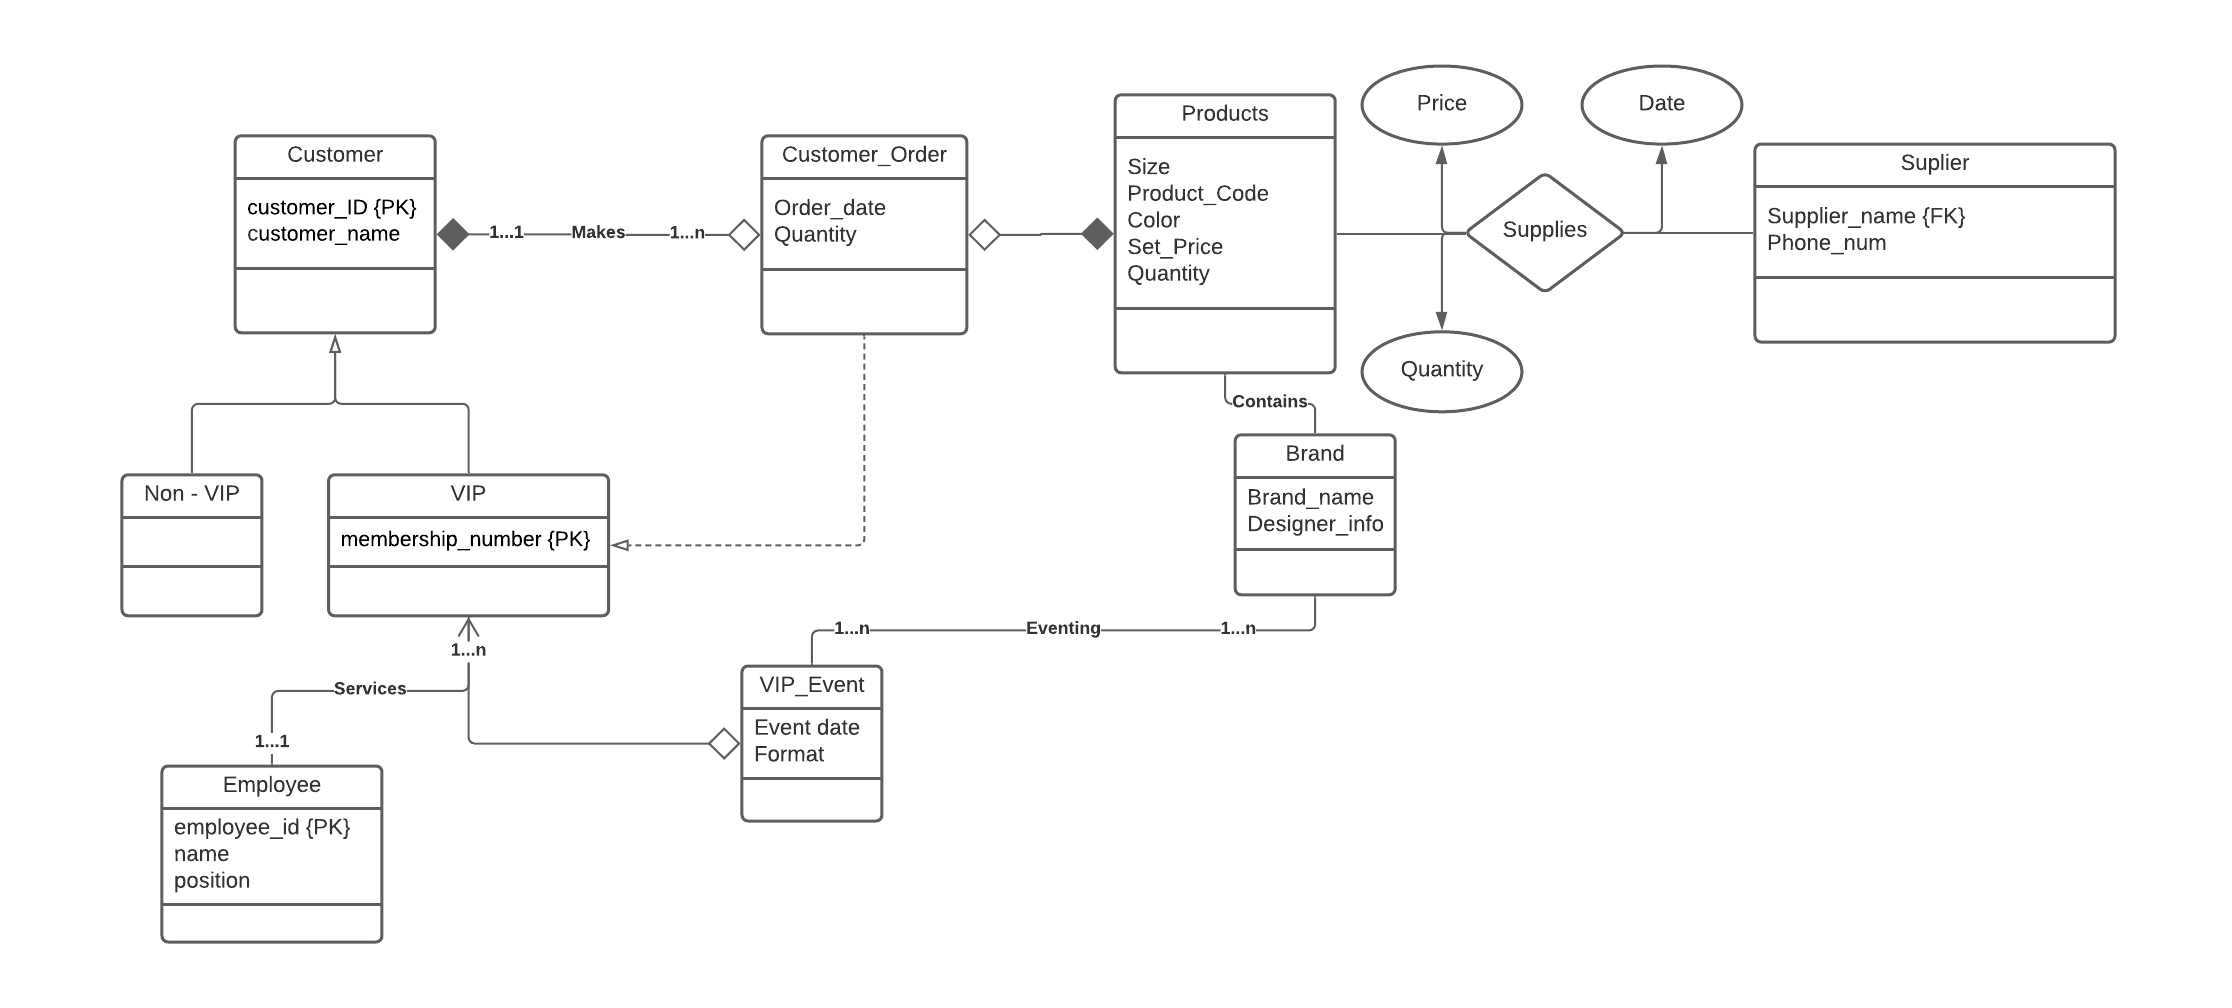 Customer
customer_ID {PK}
customer_name
1...1
Makes
1...n
Customer_Order
Order_date
Quantity
Products
Size
Product_Code
Color
Set_Price
Quantity
Price
Date
Supplies
Quantity
Suplier
Supplier_name {FK}
Phone_num
Contains
Brand
Brand_name
Designer_info
Non - VIP
VIP
membership_number {PK}
1...n
Eventing
1...n
1...n
Services
1...1
VIP_Event
Event date
Format
Employee
employee_id {PK}
name
position